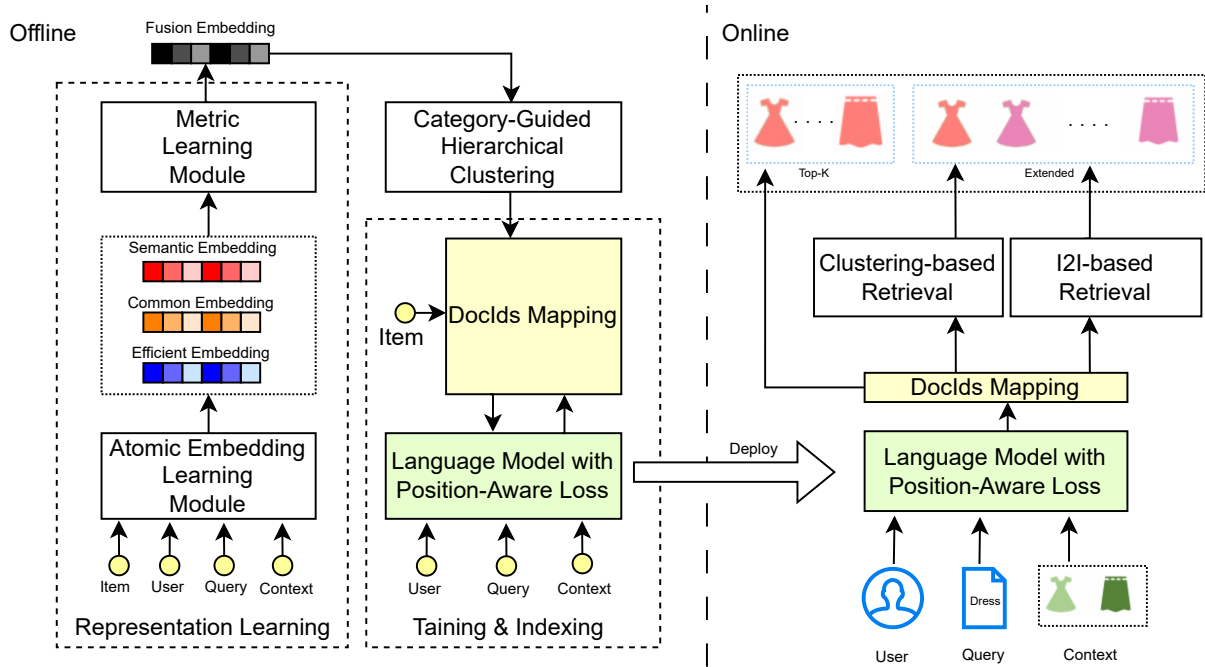 Offline
Fusion Embedding
Metric
Learning
Module
Semantic Embedding
Common Embedding
Efficient Embedding
Atomic Embedding
Learning
Module
Item
User
Query
Context
Representation Learning
Category-Guided
Hierarchical
Clustering
DocIds Mapping
Item
Language Model with
Position-Aware Loss
User
Query
Context
Taining & Indexing
Deploy
Online
. . . .
Top-K
. . . .
Extended
Clustering-based
Retrieval
I2I-based
Retrieval
DocIds Mapping
Language Model with
Position-Aware Loss
Dress
User
Query
Context